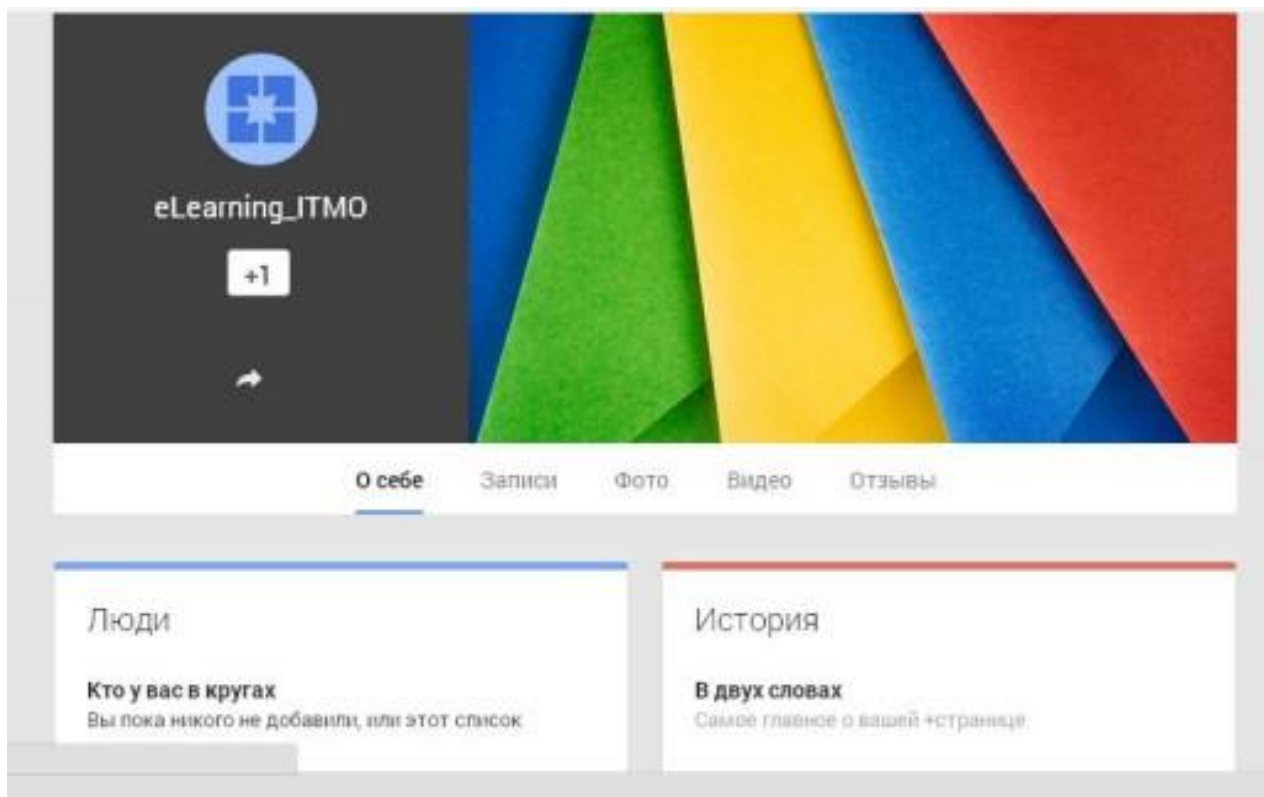 eLearning_ITMO
+1
О себе Записи Фото Видео Отзывы
Люди
Кто у вас в кругах
Вы пока никого не добавили, или этот список
История
В двух словах
Самое главное о вашей +странице